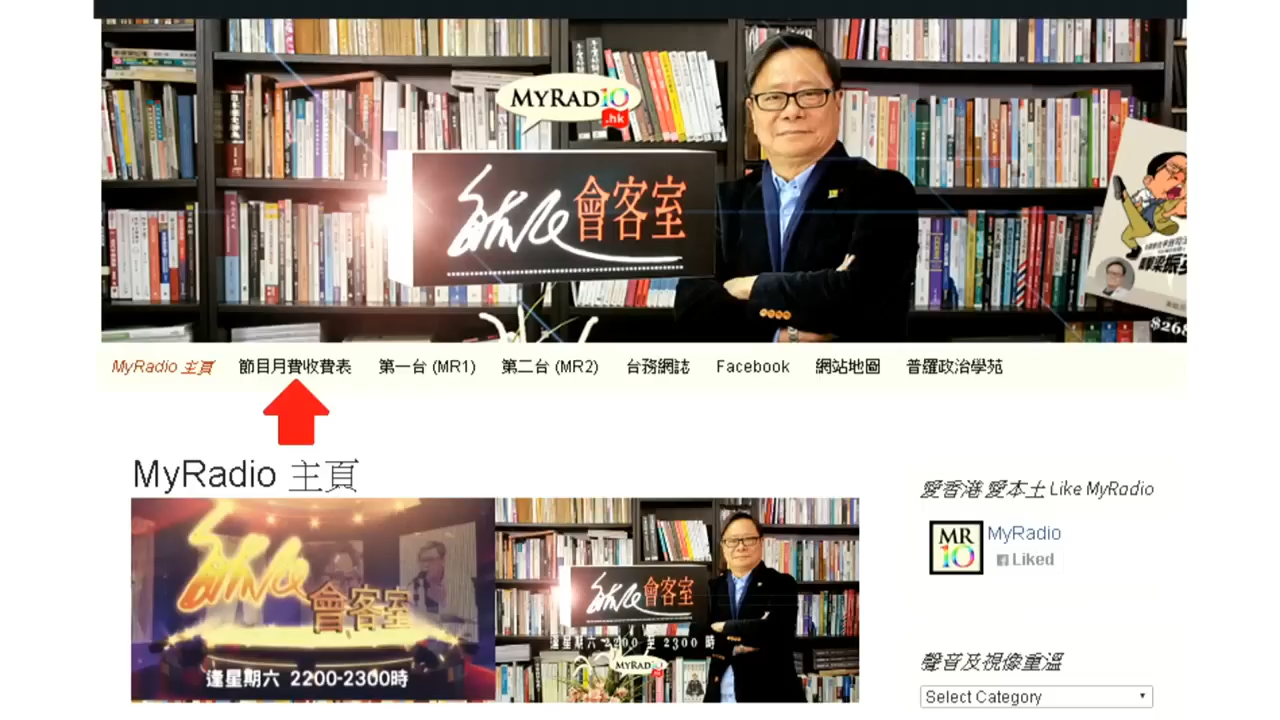 MYRAD10
.hk
會客室
$268
MyRadio 主頁 節目月費收費表 第一台 (MR1) 第二台 (MR2) 台務網誌 Facebook 網站地圖 普羅政治學苑
MyRadio 主頁
愛香港 愛本土 Like MyRadio
MR
10
MyRadio
Liked
會客室
逢星期六 2200-2300時
會客室
逢星期六 2200 至 2300 時
MYRAD10
聲音及視像重溫
Select Category